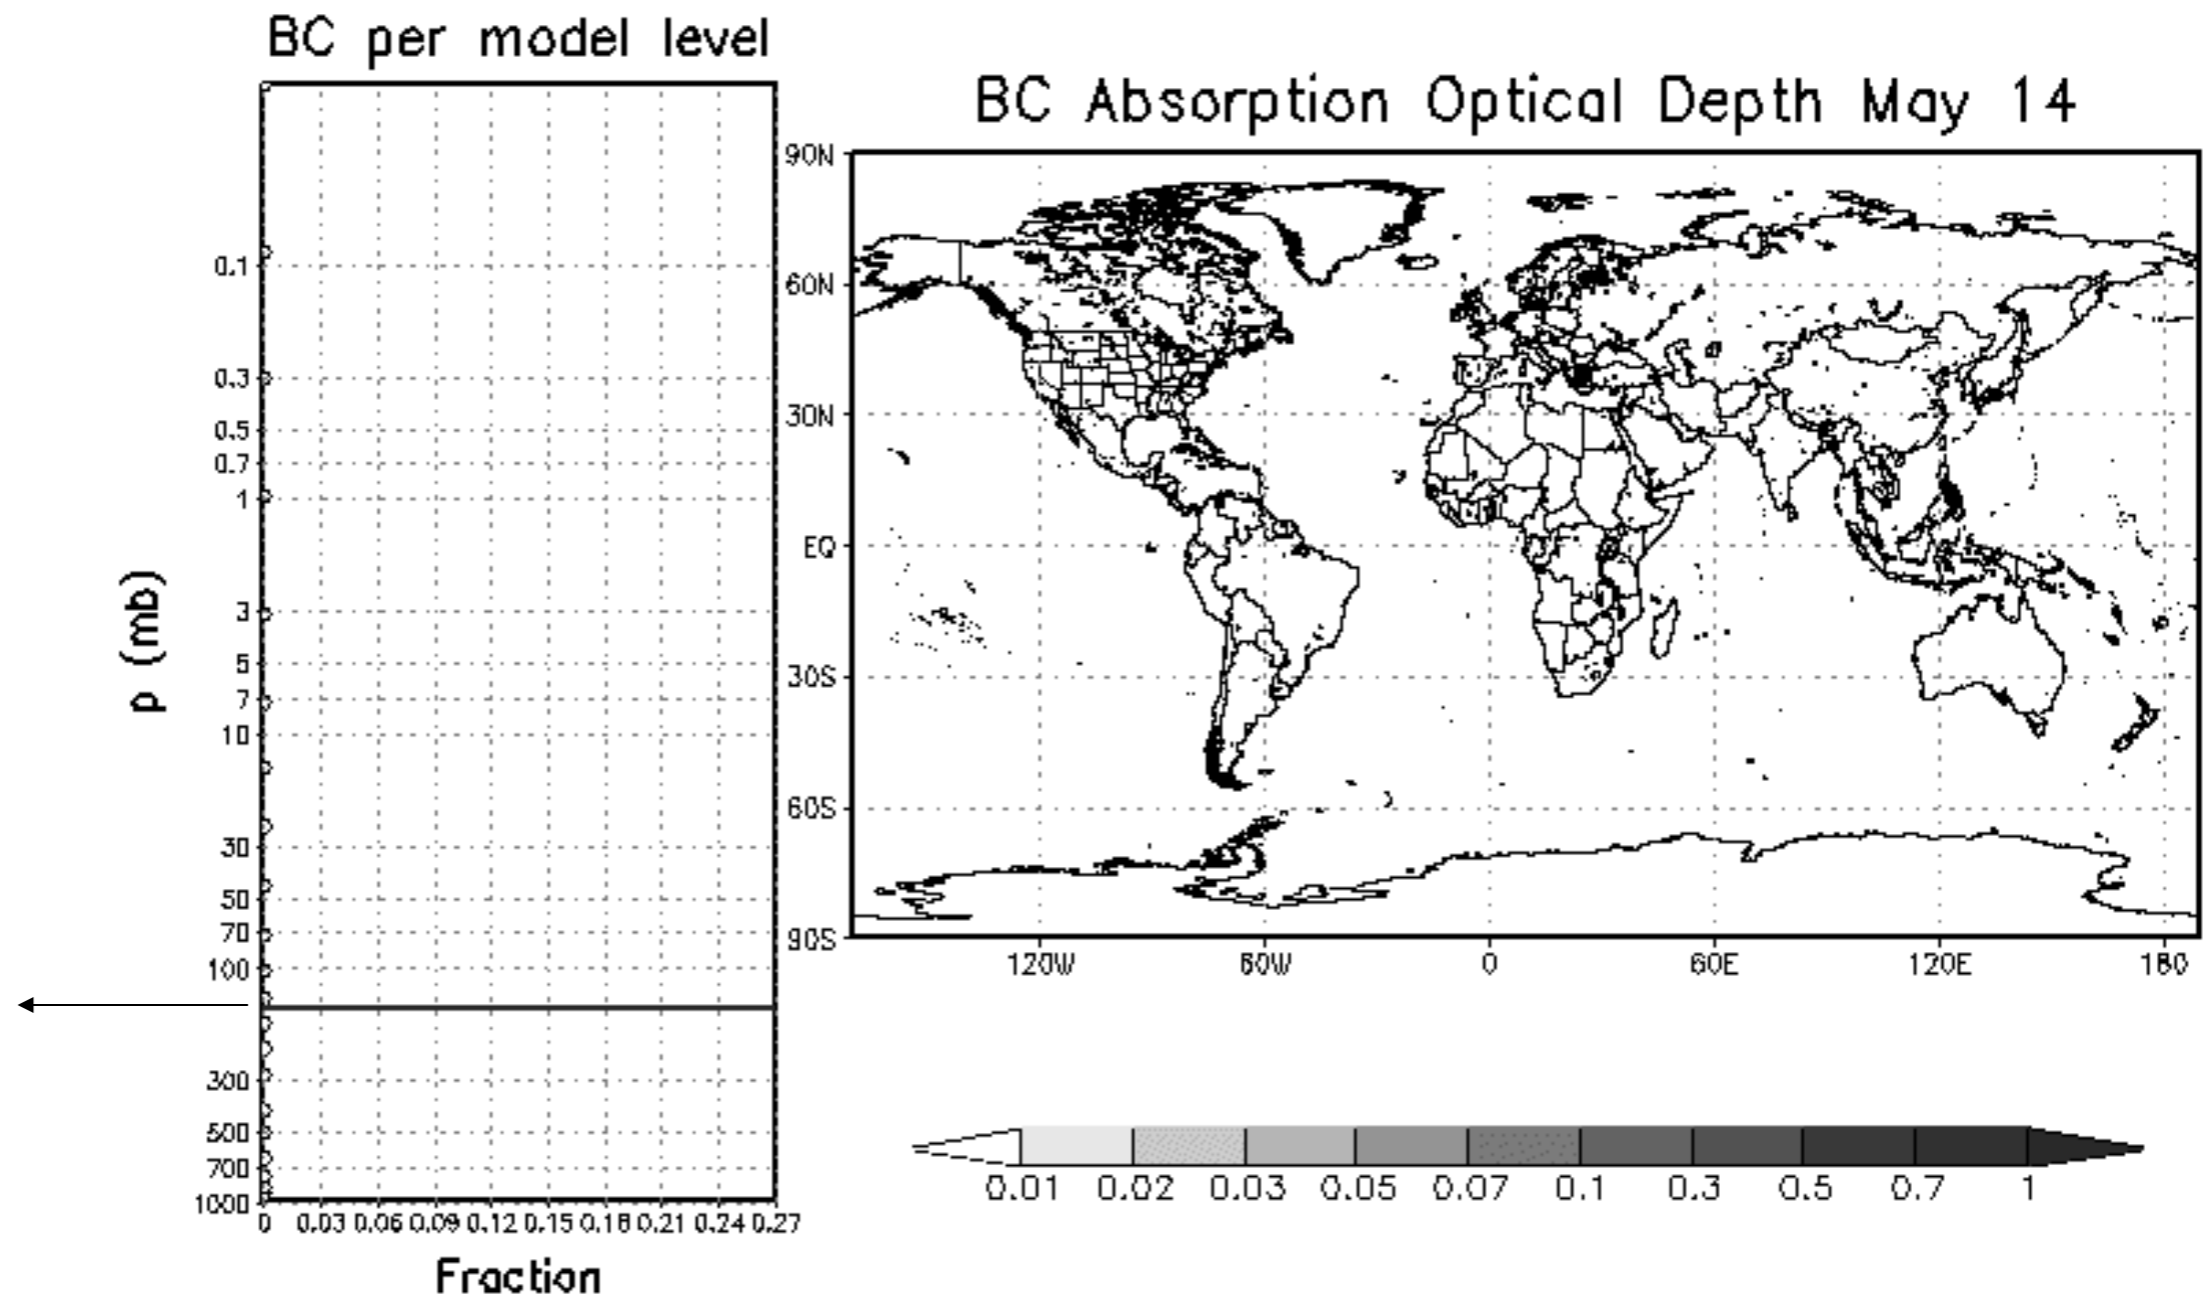 BC per model level
BC Absorption Optical Depth May 14
0.1
0.3
0.5
0.7
1
3
5
7
10
30
50
70
100
300
500
700
1000
p (mb)
0 0.03 0.06 0.09 0.12 0.15 0.18 0.21 0.24 0.27
Fraction
90N
60N
30N
EQ
30S
60S
90S
120W 60W 0 60E 120E 180
0.01 0.02 0.03 0.05 0.07 0.1 0.3 0.5 0.7 1